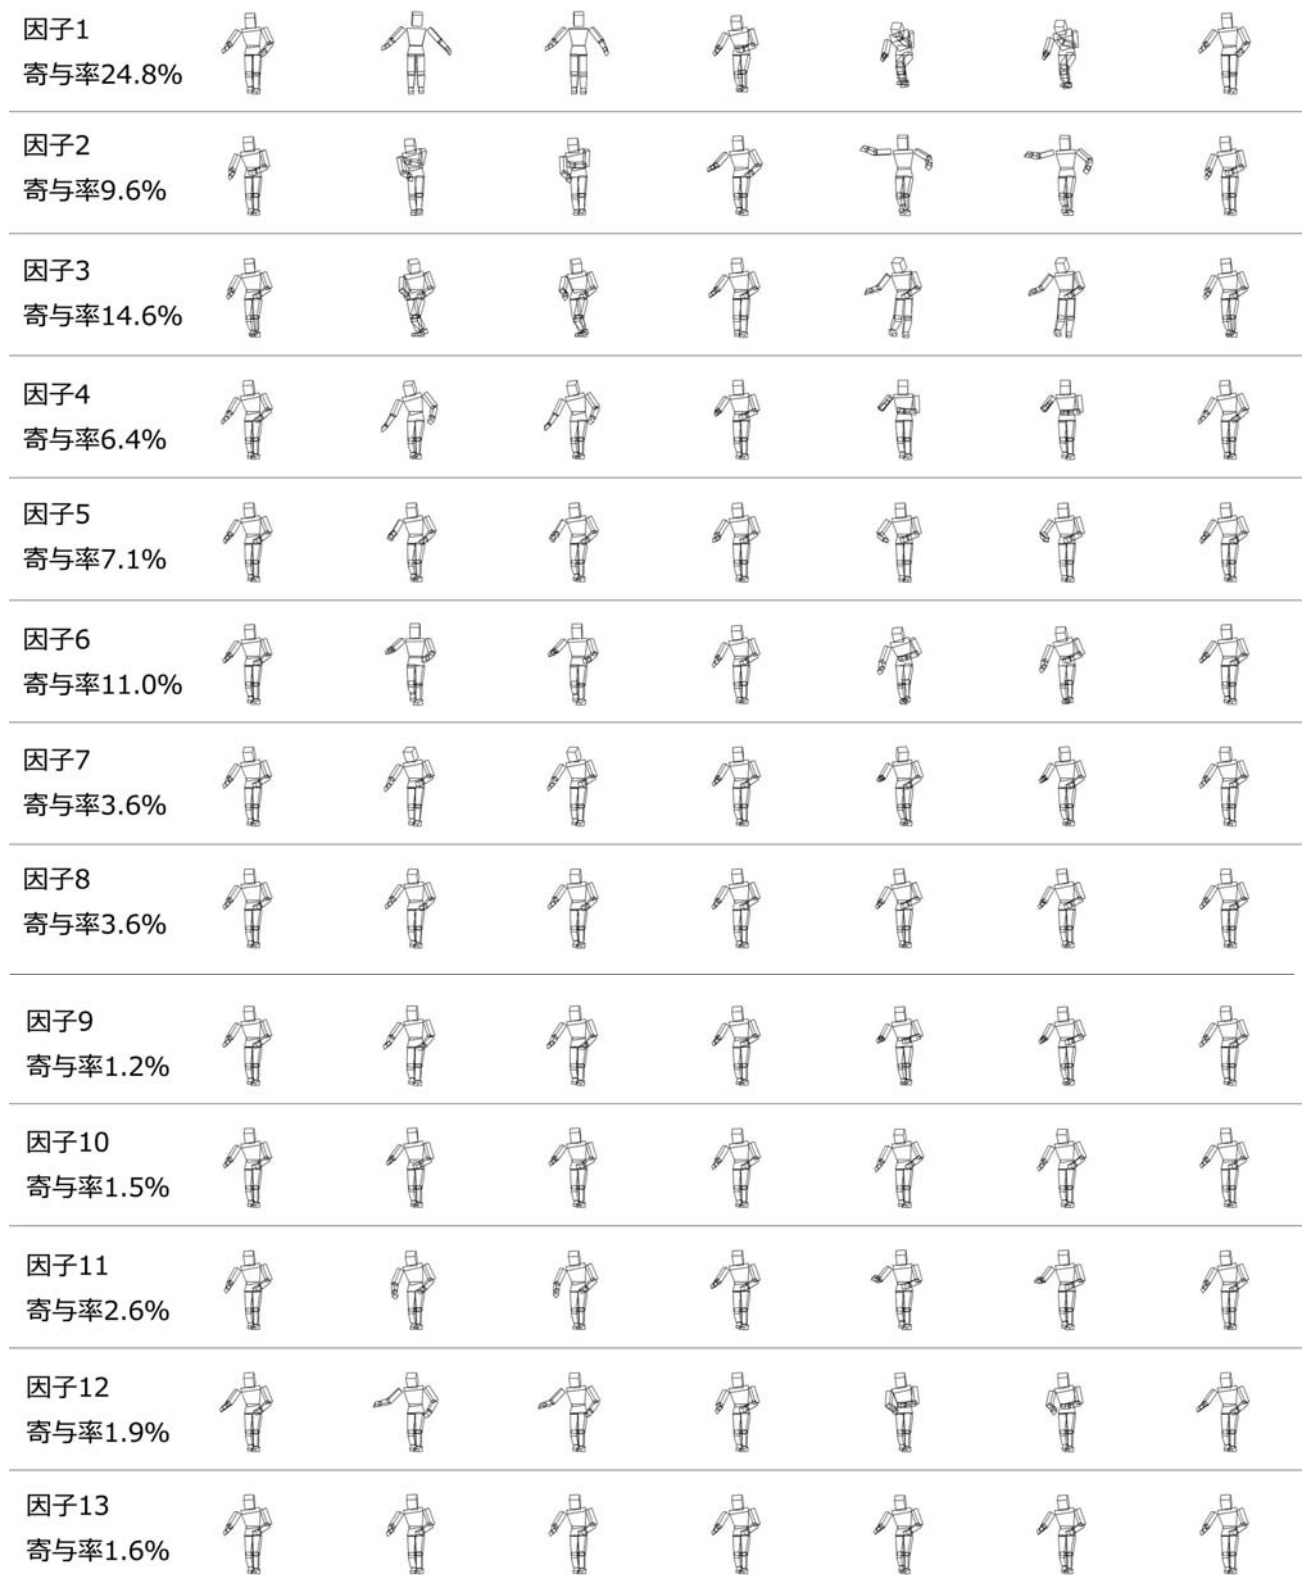 因子1
寄与率24.8%
因子2
寄与率9.6%
因子3
寄与率14.6%
因子4
寄与率6.4%
因子5
寄与率7.1%
因子6
寄与率11.0%
因子7
寄与率3.6%
因子8
寄与率3.6%
因子9
寄与率1.2%
因子10
寄与率1.5%
因子11
寄与率2.6%
因子12
寄与率1.9%
因子13
寄与率1.6%